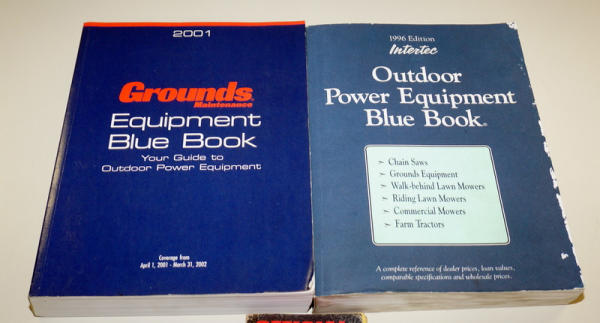 2001
Grounds
Maintenance
Equipment
Blue Book
Your Guide to
Outdoor Power Equipment
Coverage from
April 1, 2001 - March 31, 2002
1996 Edition
Intertec
Outdoor
Power Equipment
Blue Book®
➣ Chain Saws
➣ Grounds Equipment
➣ Walk-behind Lawn Mowers
➣ Riding Lawn Mowers
➣ Commercial Mowers
➣ Farm Tractors
A complete reference of dealer prices, loan values,
comparable specifications and wholesale prices.
OFFICIAL